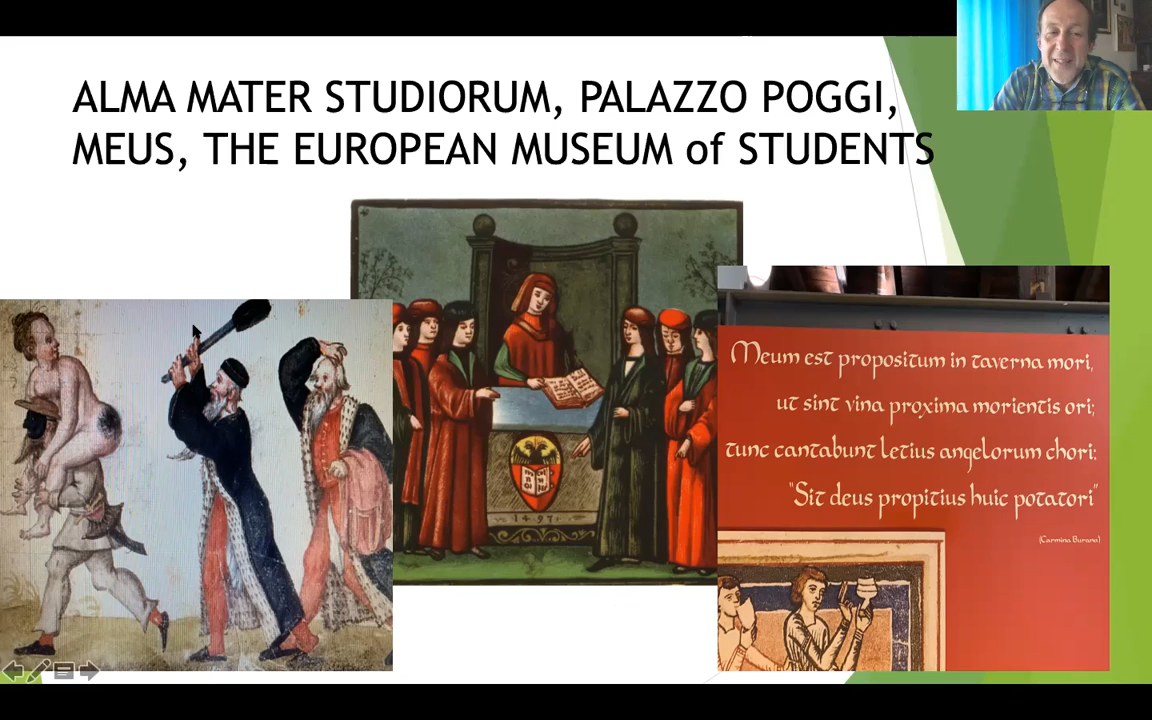 ALMA MATER STUDIORUM, PALAZZO POGGI,
MEUS, THE EUROPEAN MUSEUM of STUDENTS
1497
Meum est propositum in taverna mori,
ut sint vina proxima morientis ori;
tunc cantabunt letius angelorum chori:
"Sit deus propitius huic potatori"
(Carmina Burana)